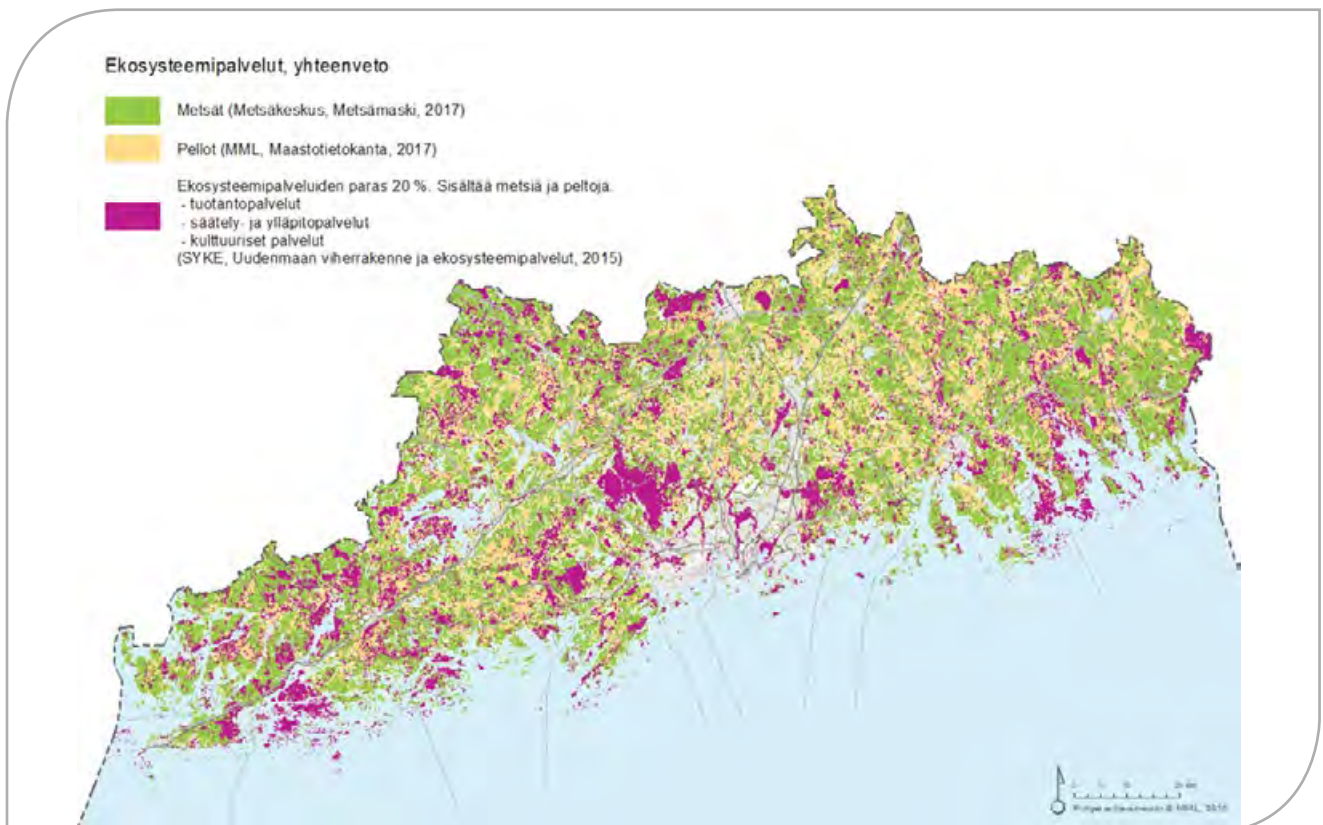 Ekosysteemipalvelut, yhteenveto
Metsät (Metsäkeskus, Metsämaski, 2017)
Pellot (MML, Maastotietokanta, 2017)
Ekosysteemipalveluiden paras 20 %. Sisältää metsiä ja peltoja.
- tuotantopalvelut
- säätely- ja ylläpitopalvelut
- kulttuuriset palvelut
(SYKE, Uudenmaan viherrakenne ja ekosysteemipalvelut, 2015)
© MML,